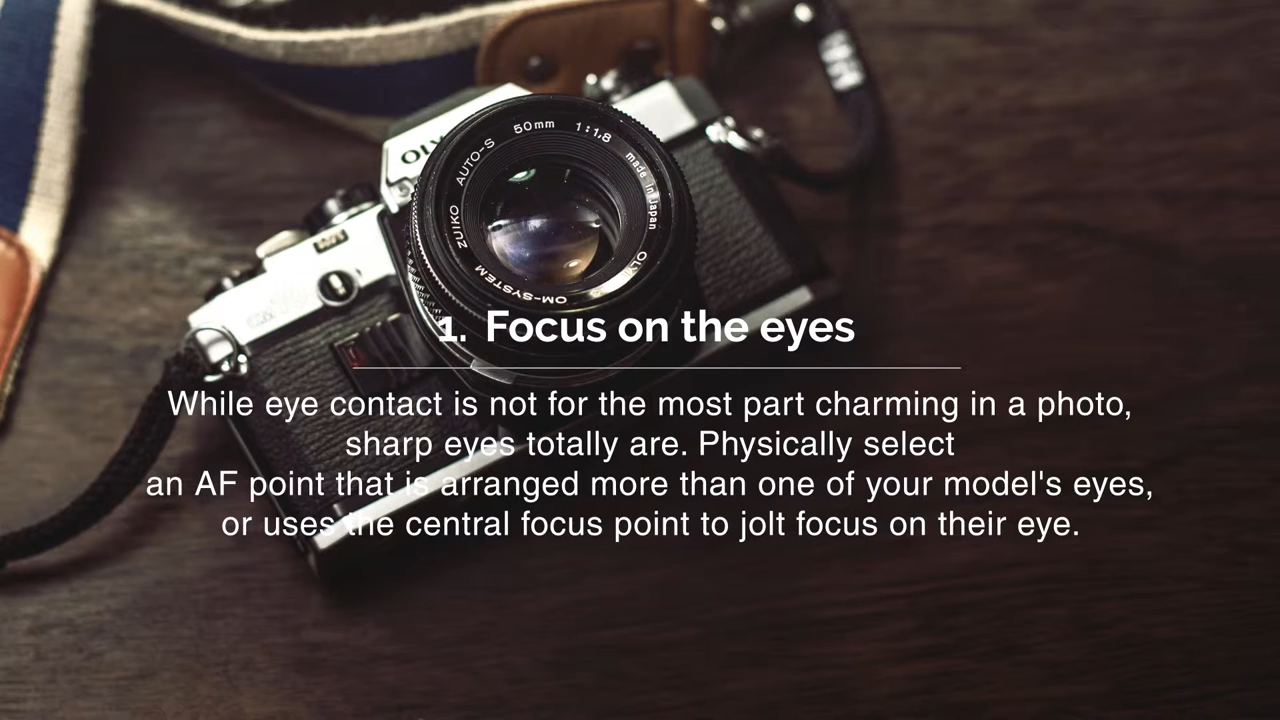 OLY
ZUIKO AUTO-S 50mm 1:1,8 made in Japan
OLY
OM-SYSTEM
1. Focus on the eyes
While eye contact is not for the most part charming in a photo,
sharp eyes totally are. Physically select
an AF point that is arranged more than one of your model's eyes,
or uses the central focus point to jolt focus on their eye.